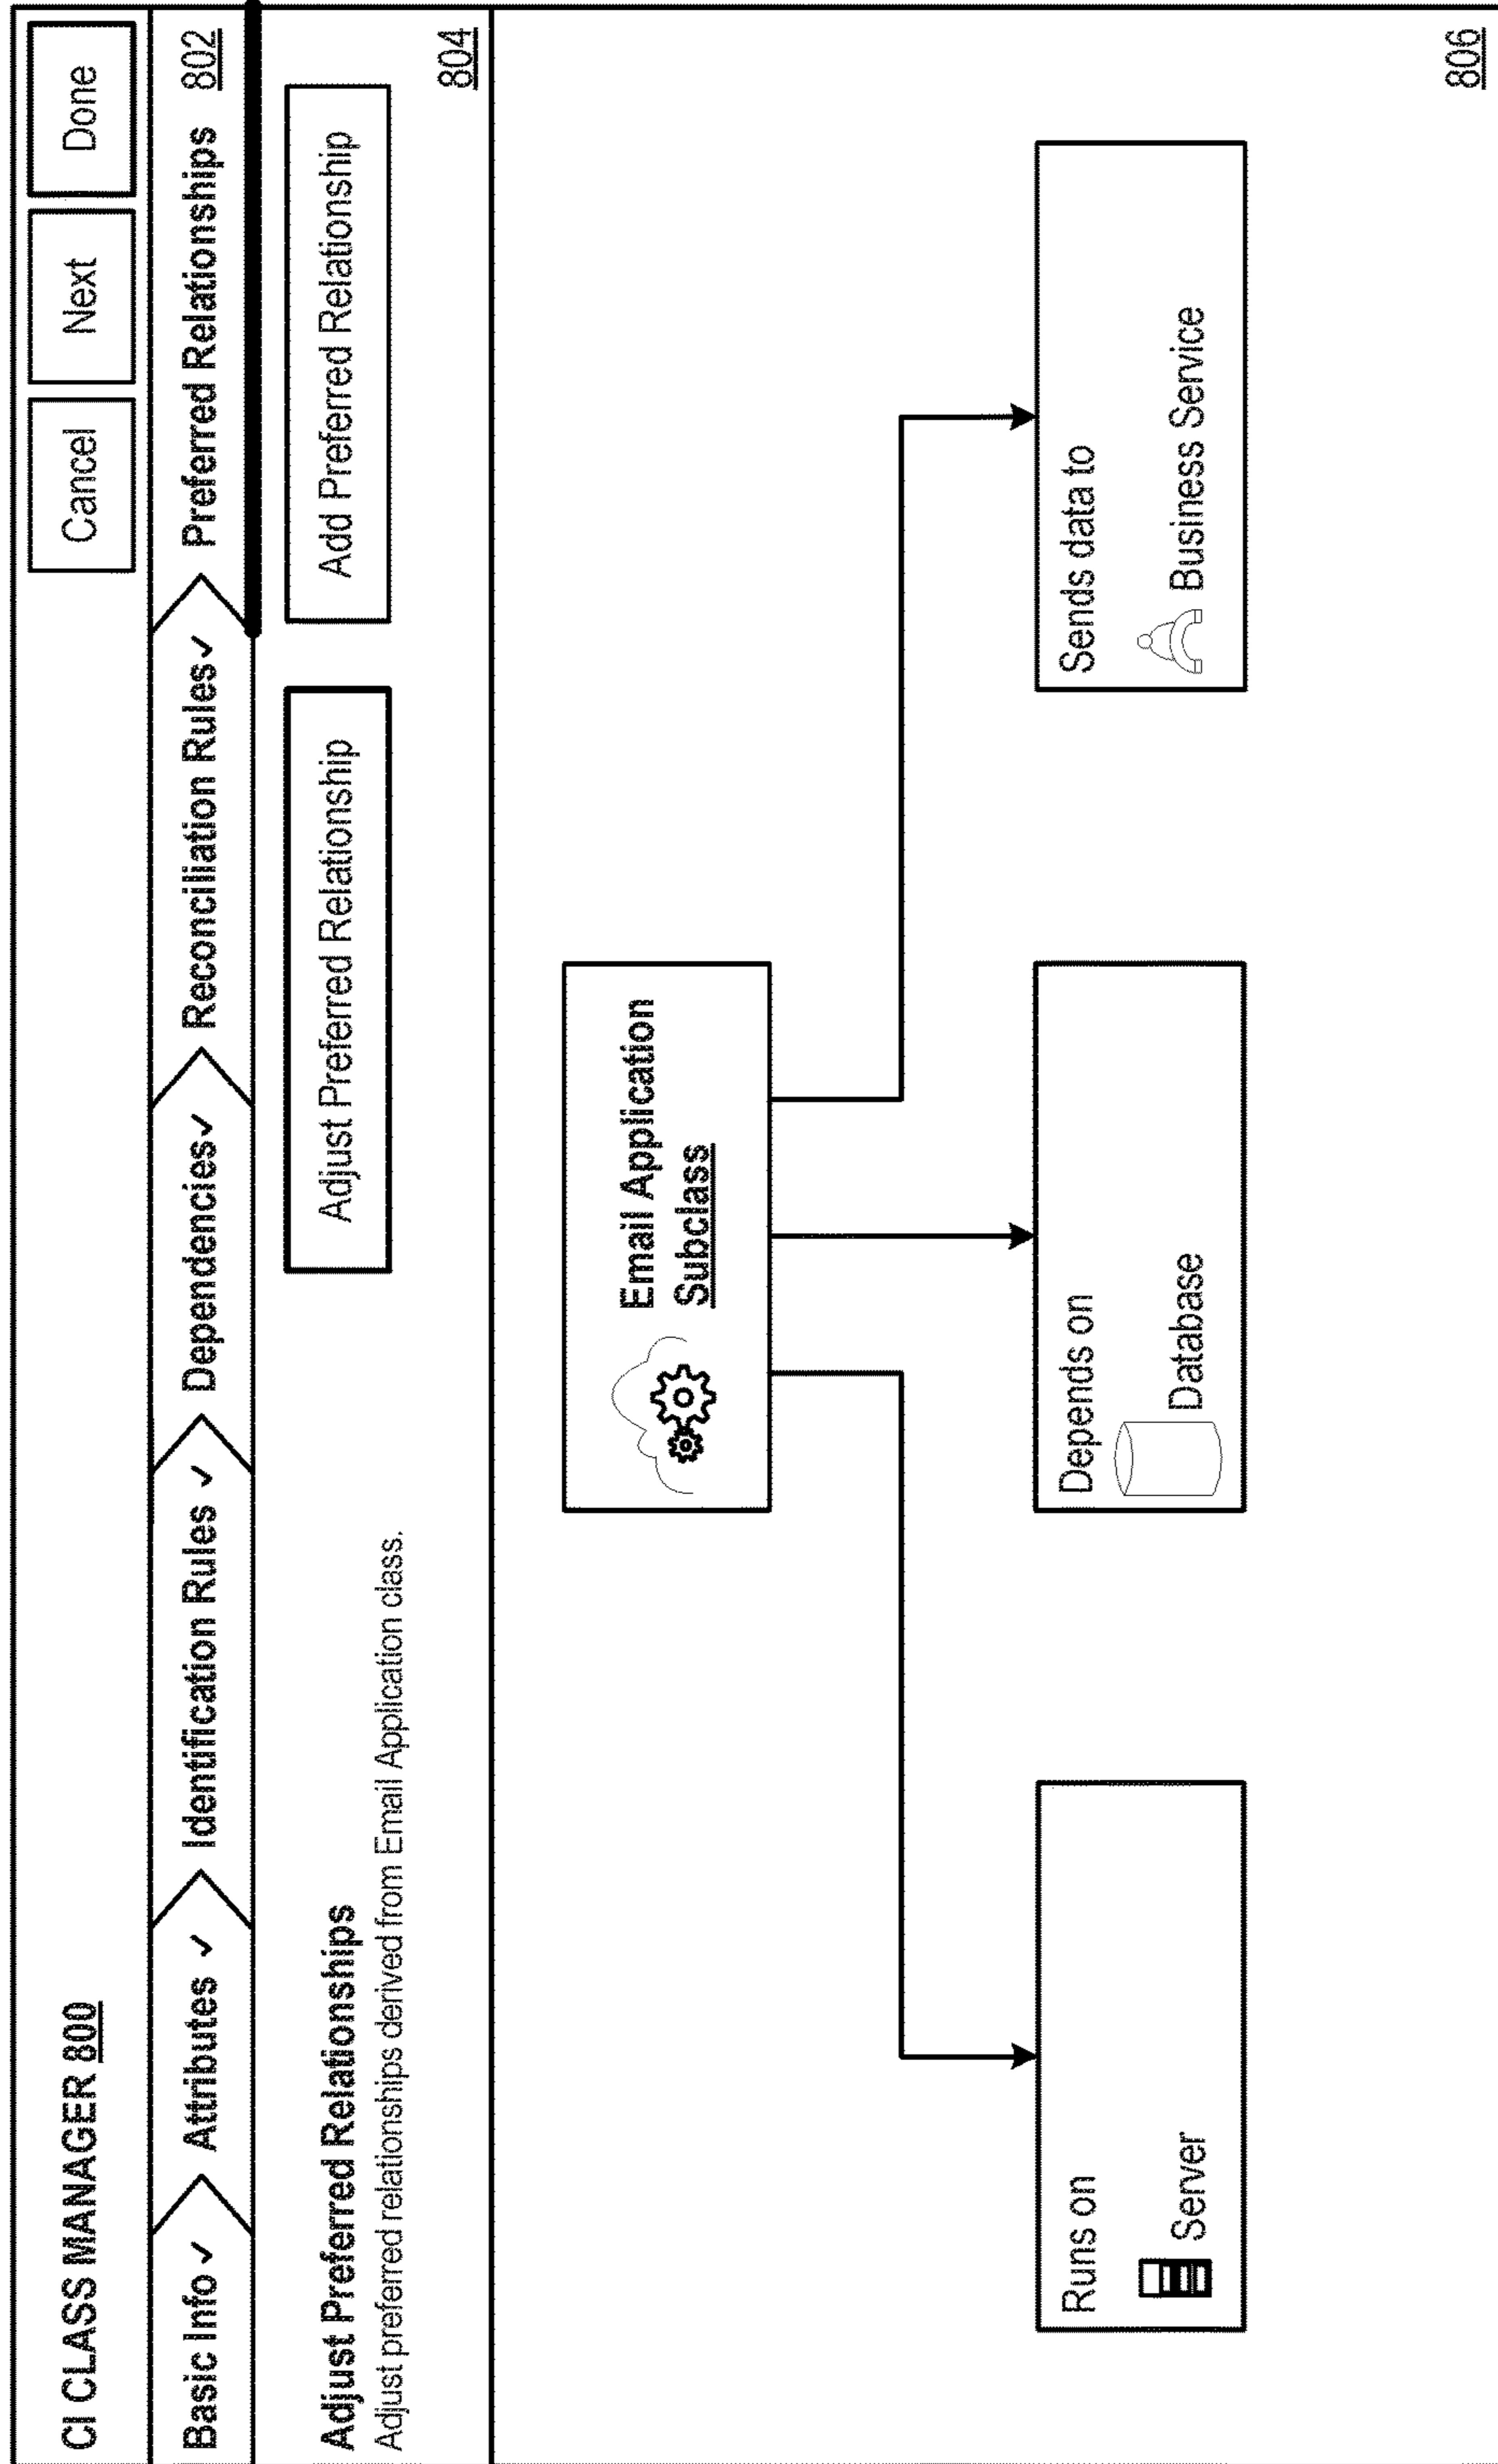 CI CLASS MANAGER 800
Cancel
Next
Done
Basic Info ✓
Attributes ✓
Identification Rules ✓
Dependencies ✓
Reconciliation Rules ✓
Preferred Relationships 802
Adjust Preferred Relationships
Adjust preferred relationships derived from Email Application class.
Adjust Preferred Relationship
Add Preferred Relationship
804
Email Application
Subclass
Runs on
Server
Depends on
Database
Sends data to
Business Service
806